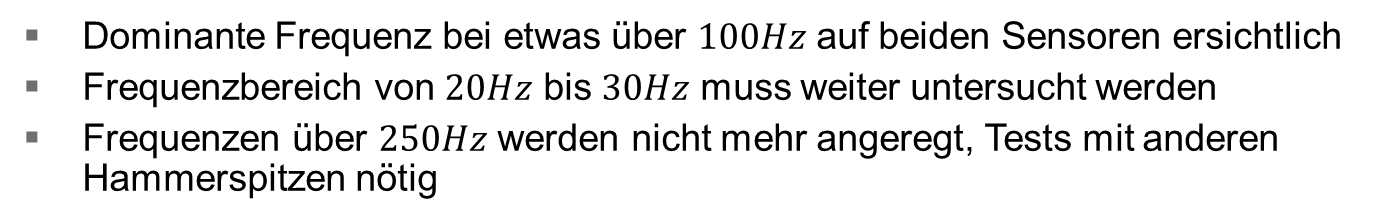 ▪ Dominante Frequenz bei etwas über 100Hz auf beiden Sensoren ersichtlich
▪ Frequenzbereich von 20Hz bis 30Hz muss weiter untersucht werden
▪ Frequenzen über 250Hz werden nicht mehr angeregt, Tests mit anderen
Hammerspitzen nötig